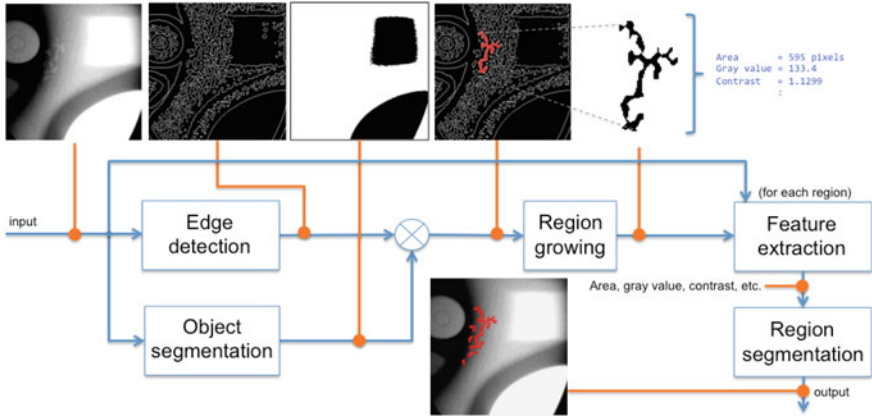 Area = 595 pixels
Gray value = 133.4
Contrast = 1.1299
:
(for each region)
input
Edge
detection
Region
growing
Feature
extraction
Area, gray value, contrast, etc.
Object
segmentation
Region
segmentation
output